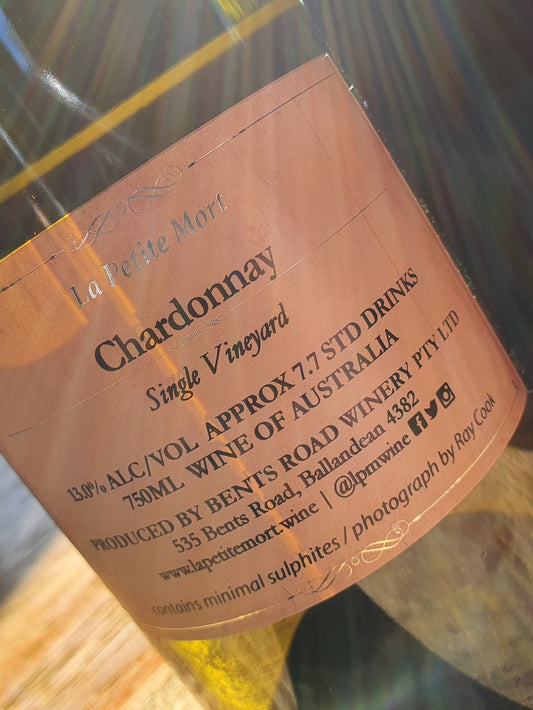 La Petite Mort
Chardonnay
Single Vineyard
13.0% ALC/VOL APPROX 7.7 STD DRINKS
750ML WINE OF AUSTRALIA
PRODUCED BY BENTS ROAD WINERY PTY LTD
535 Bents Road, Ballandean 4382
www.lapetitemort.wine | @lpmwine
contains minimal sulphites / photograph by Ray Cook